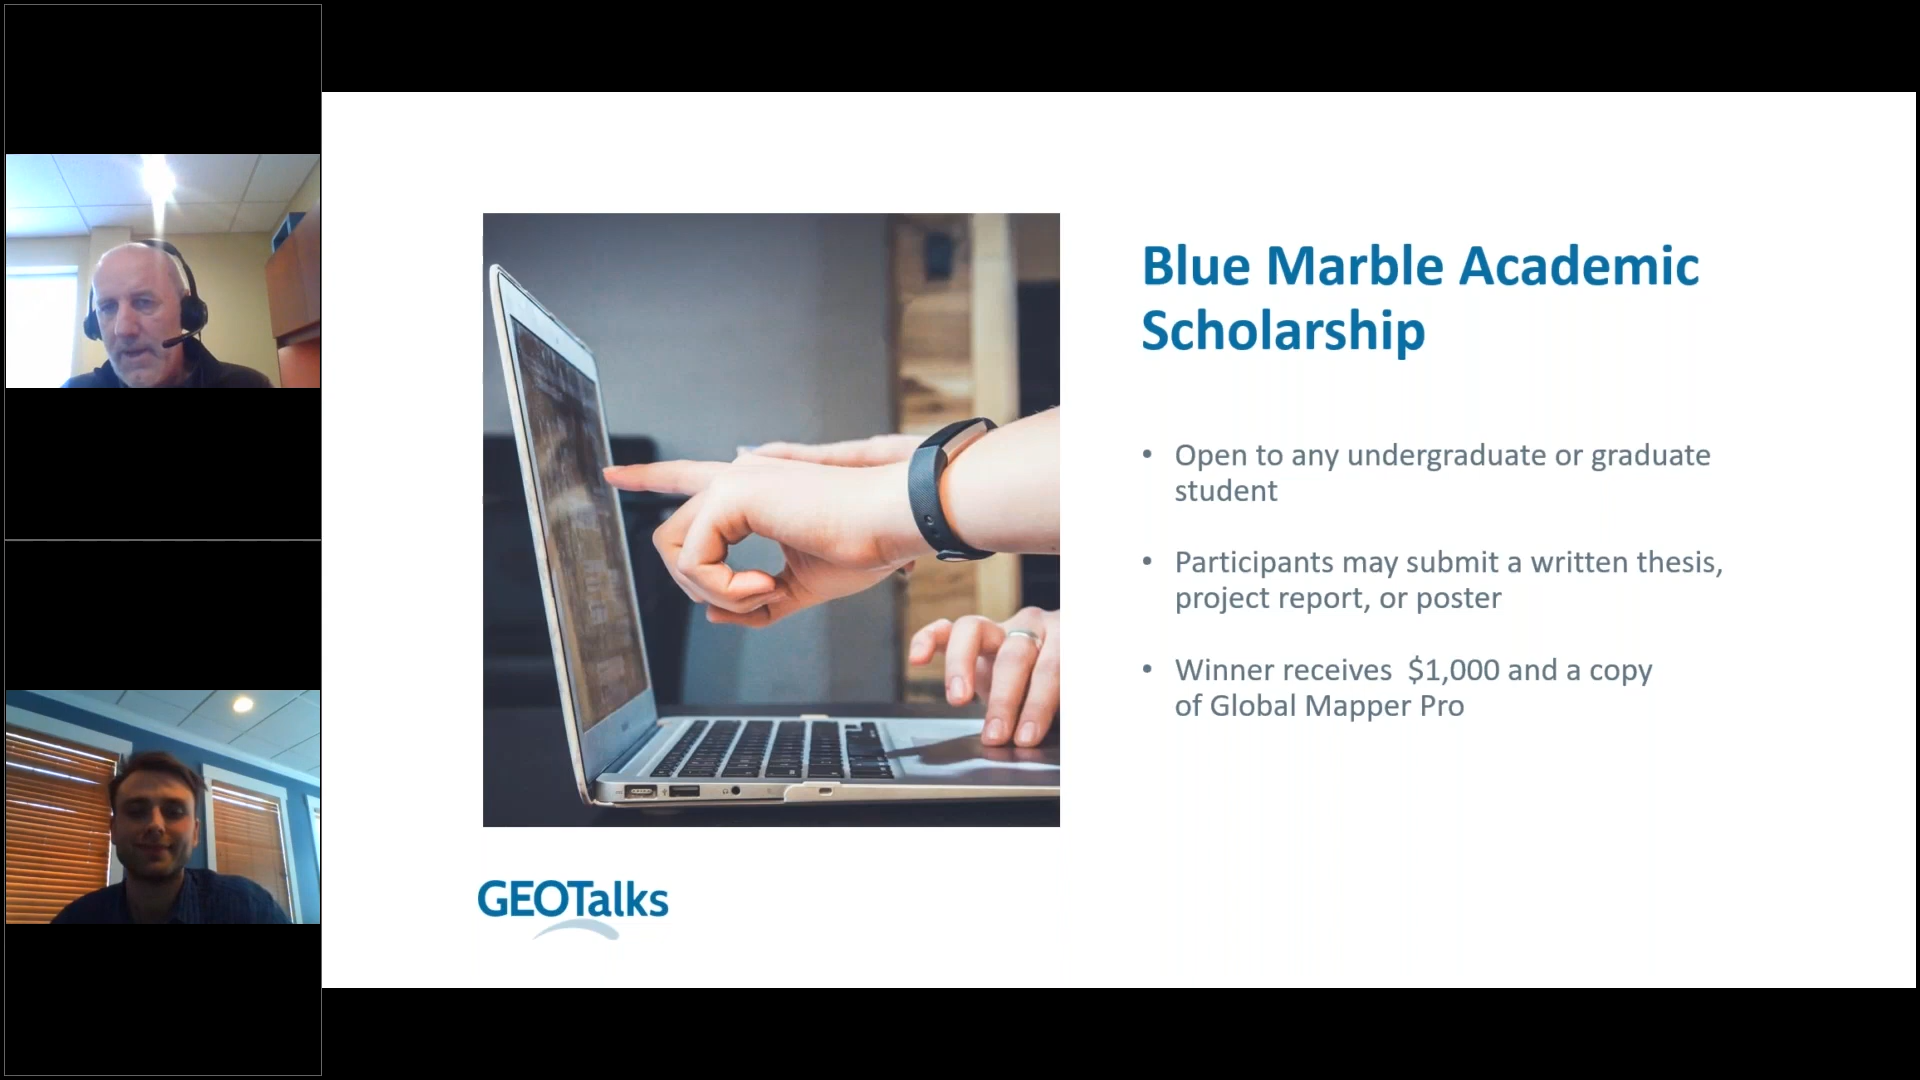 Blue Marble Academic
Scholarship
• Open to any undergraduate or graduate
student
• Participants may submit a written thesis,
project report, or poster
• Winner receives  $1,000 and a copy
of Global Mapper Pro
GEOTalks